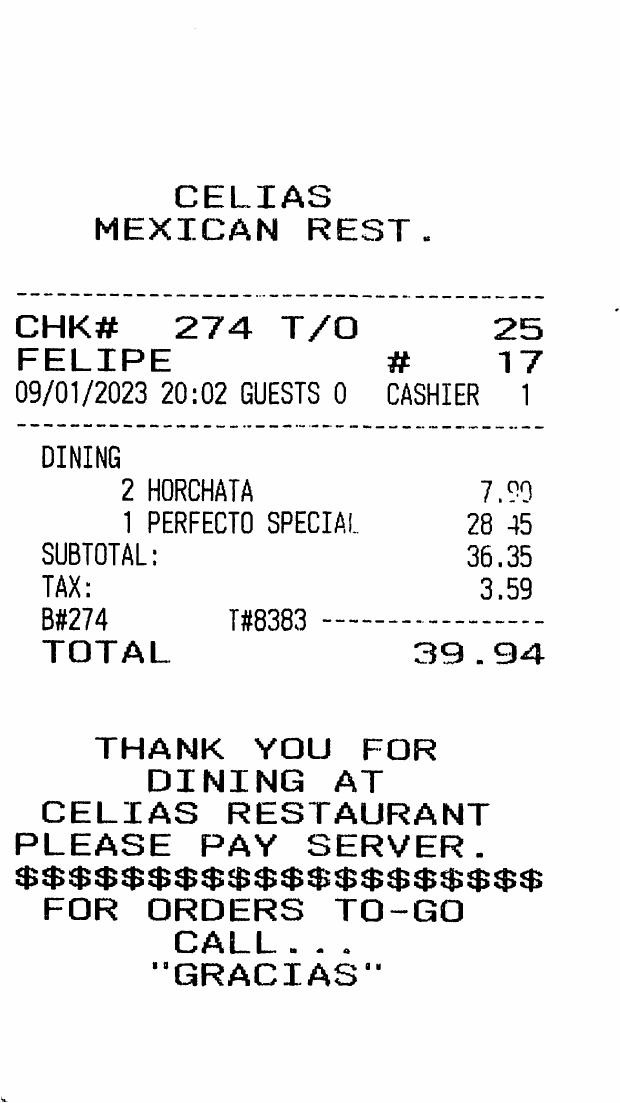 CELIAS
MEXICAN REST.
CHK# 274 T/O 25
FELIPE # 17
09/01/2023 20:02 GUESTS 0 CASHIER 1
DINING
2 HORCHATA 7.90
1 PERFECTO SPECIAL 28.45
SUBTOTAL: 36.35
TAX: 3.59
B#274 T#8383 -----------------
TOTAL 39.94
THANK YOU FOR
DINING AT
CELIAS RESTAURANT
PLEASE PAY SERVER.
$$$$$$$$$$$$$$$$$$$$
FOR ORDERS TO-GO
CALL...
"GRACIAS"